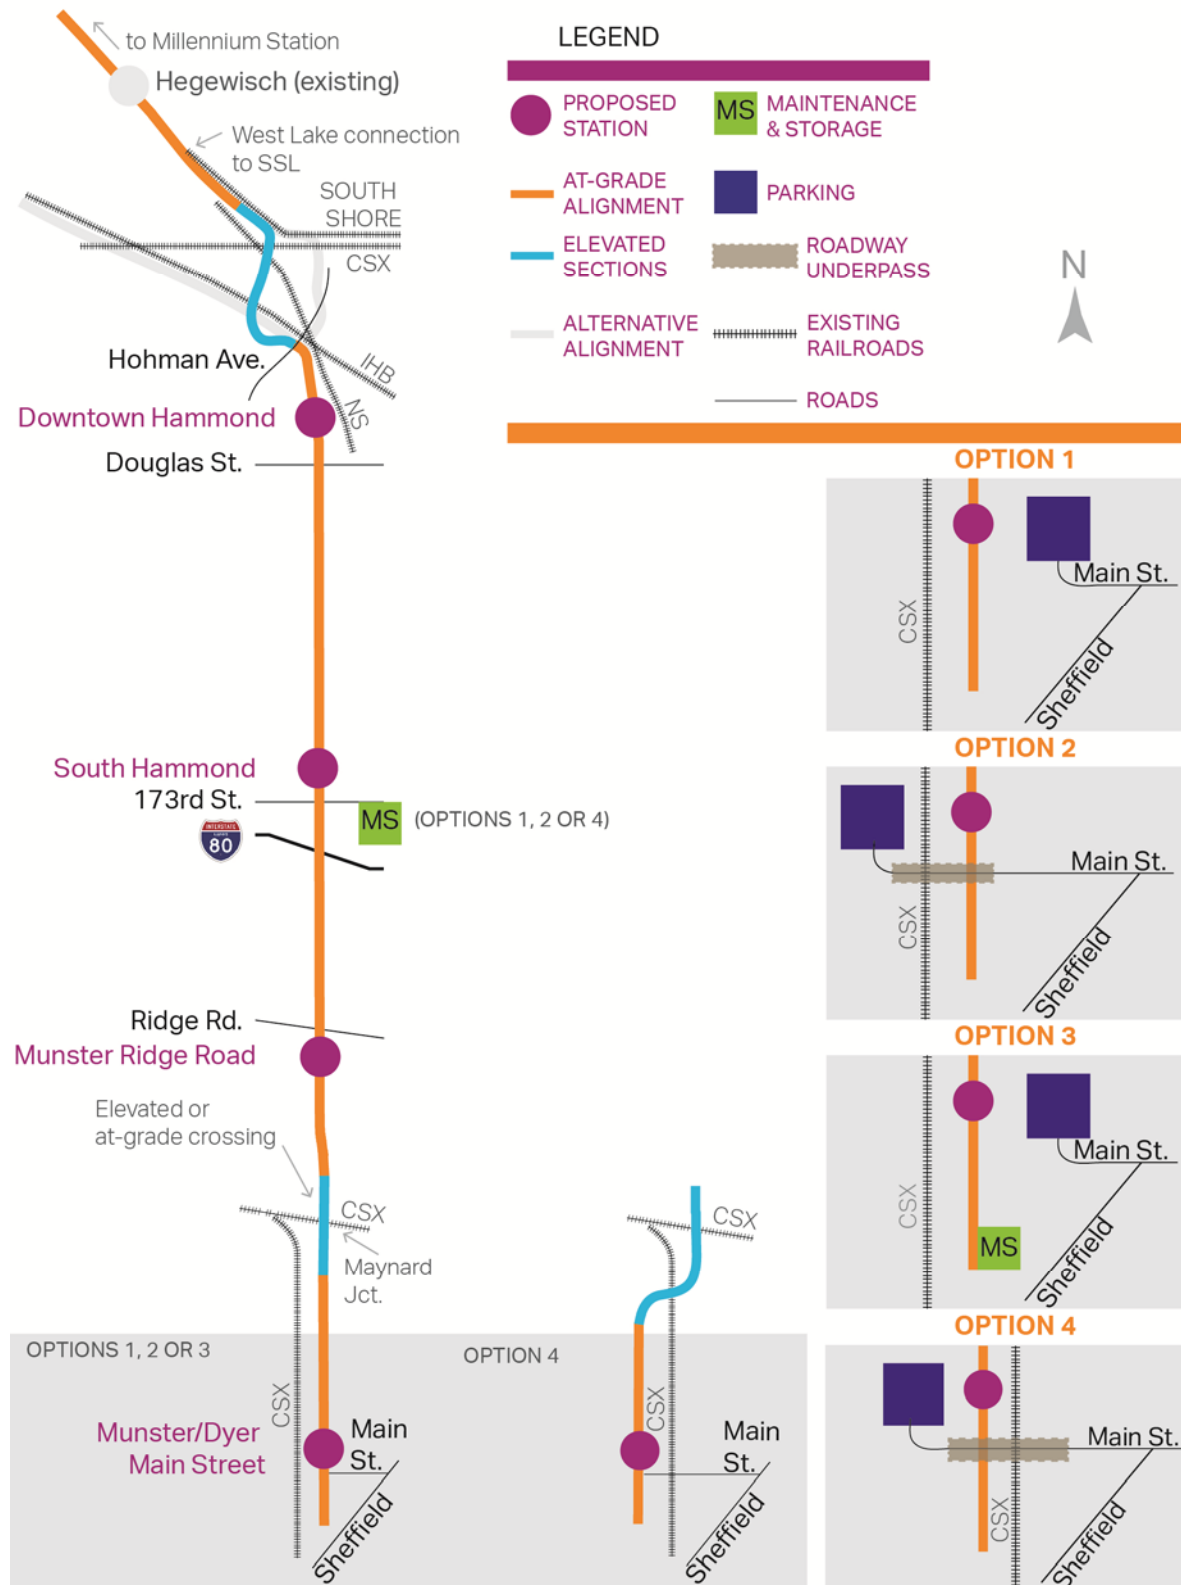 to Millennium Station
Hegewisch (existing)
West Lake connection
to SSL
SOUTH
SHORE
CSX
Hohman Ave.
IHB
NS
Downtown Hammond
Douglas St.
South Hammond
173rd St.
MS
(OPTIONS 1, 2 OR 4)
INTERSTATE
80
Ridge Rd.
Munster Ridge Road
Elevated or
at-grade crossing
CSX
Maynard
Jct.
OPTIONS 1, 2 OR 3
CSX
Munster/Dyer
Main Street
Main
St.
Sheffield
CSX
OPTION 4
CSX
Main
St.
Sheffield
LEGEND
PROPOSED
STATION
MS
MAINTENANCE
& STORAGE
AT-GRADE
ALIGNMENT
PARKING
ELEVATED
SECTIONS
ROADWAY
UNDERPASS
ALTERNATIVE
ALIGNMENT
EXISTING
RAILROADS
ROADS
N
OPTION 1
CSX
Main St.
Sheffield
OPTION 2
CSX
Main St.
Sheffield
OPTION 3
CSX
Main St.
Sheffield
MS
OPTION 4
CSX
Main St.
Sheffield